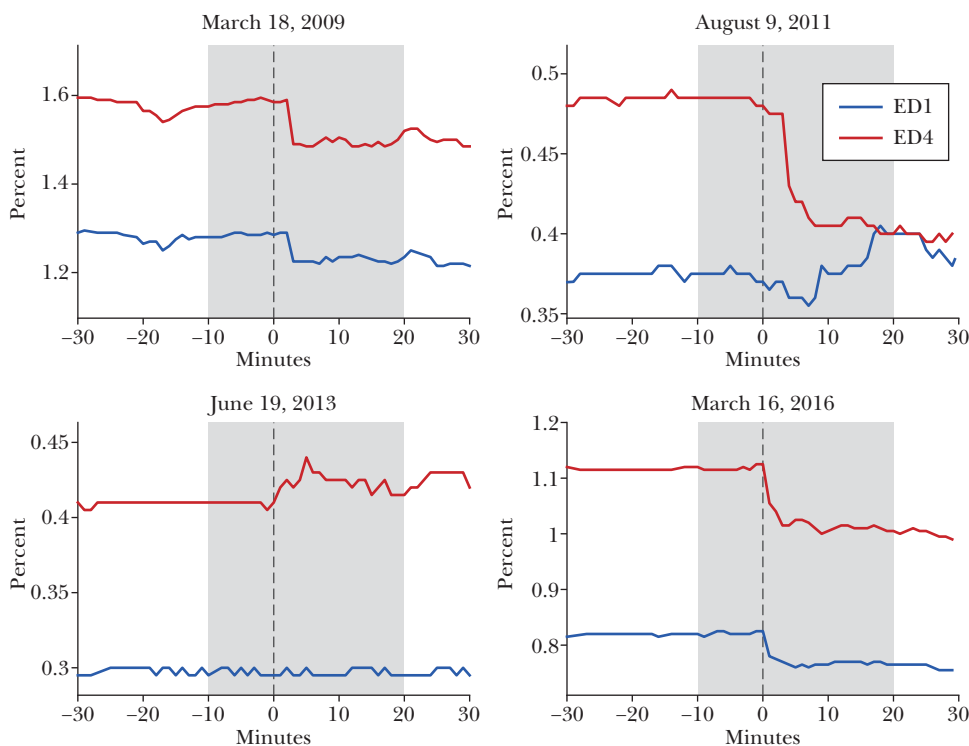 March 18, 2009
Percent
1.6
1.4
1.2
−30 −20 −10 0 10 20 30
Minutes
August 9, 2011
Percent
0.5
0.45
0.4
0.35
ED1
ED4
−30 −20 −10 0 10 20 30
Minutes
June 19, 2013
Percent
0.45
0.4
0.35
0.3
−30 −20 −10 0 10 20 30
Minutes
March 16, 2016
Percent
1.2
1.1
1
0.9
0.8
−30 −20 −10 0 10 20 30
Minutes